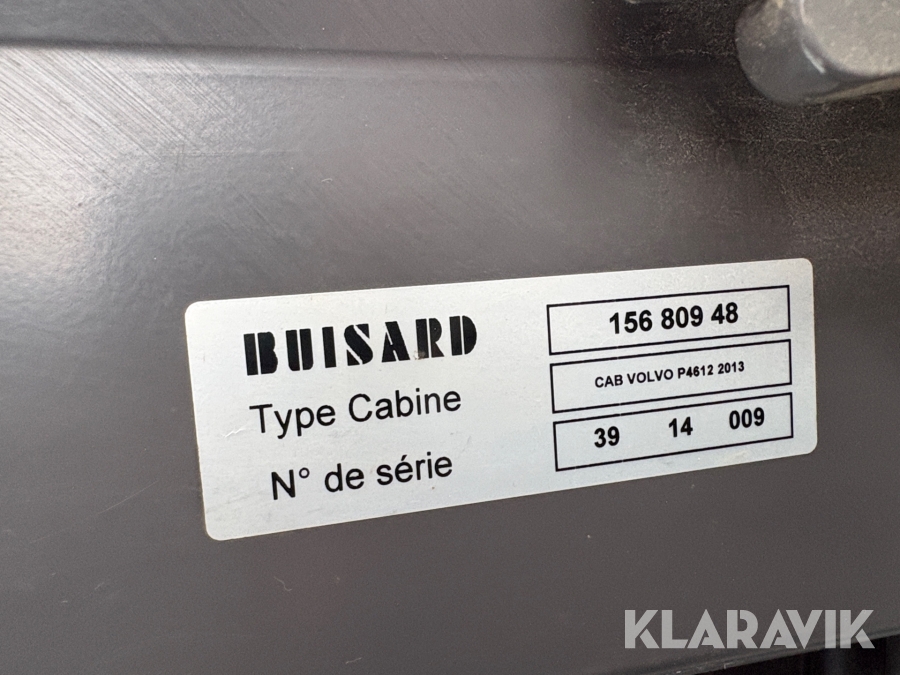 BUISARD 156 809 48
Type Cabine CAB VOLVO P4612 2013
N° de série 39 14 009
KLARAVIK